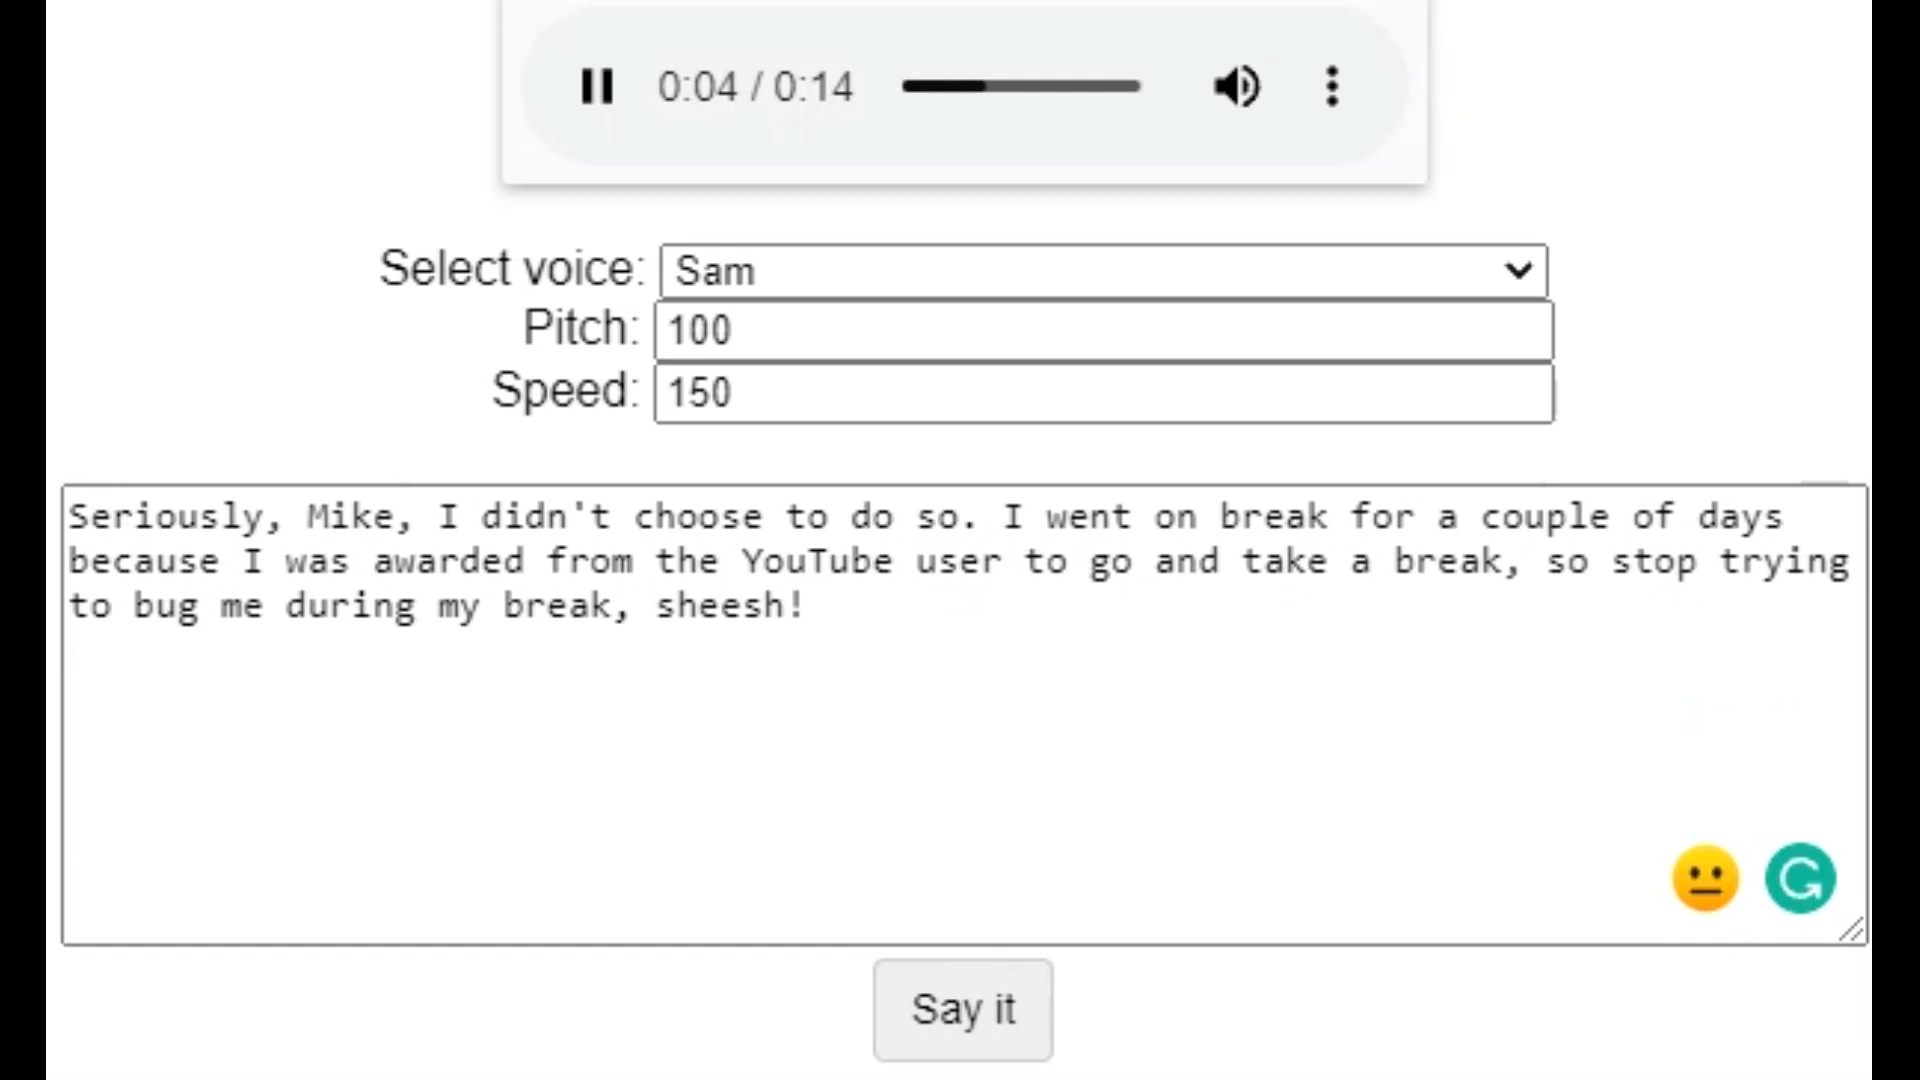 0:04 / 0:14
Select voice: Sam
Pitch: 100
Speed: 150
Seriously, Mike, I didn't choose to do so. I went on break for a couple of days
because I was awarded from the YouTube user to go and take a break, so stop trying
to bug me during my break, sheesh!
Say it